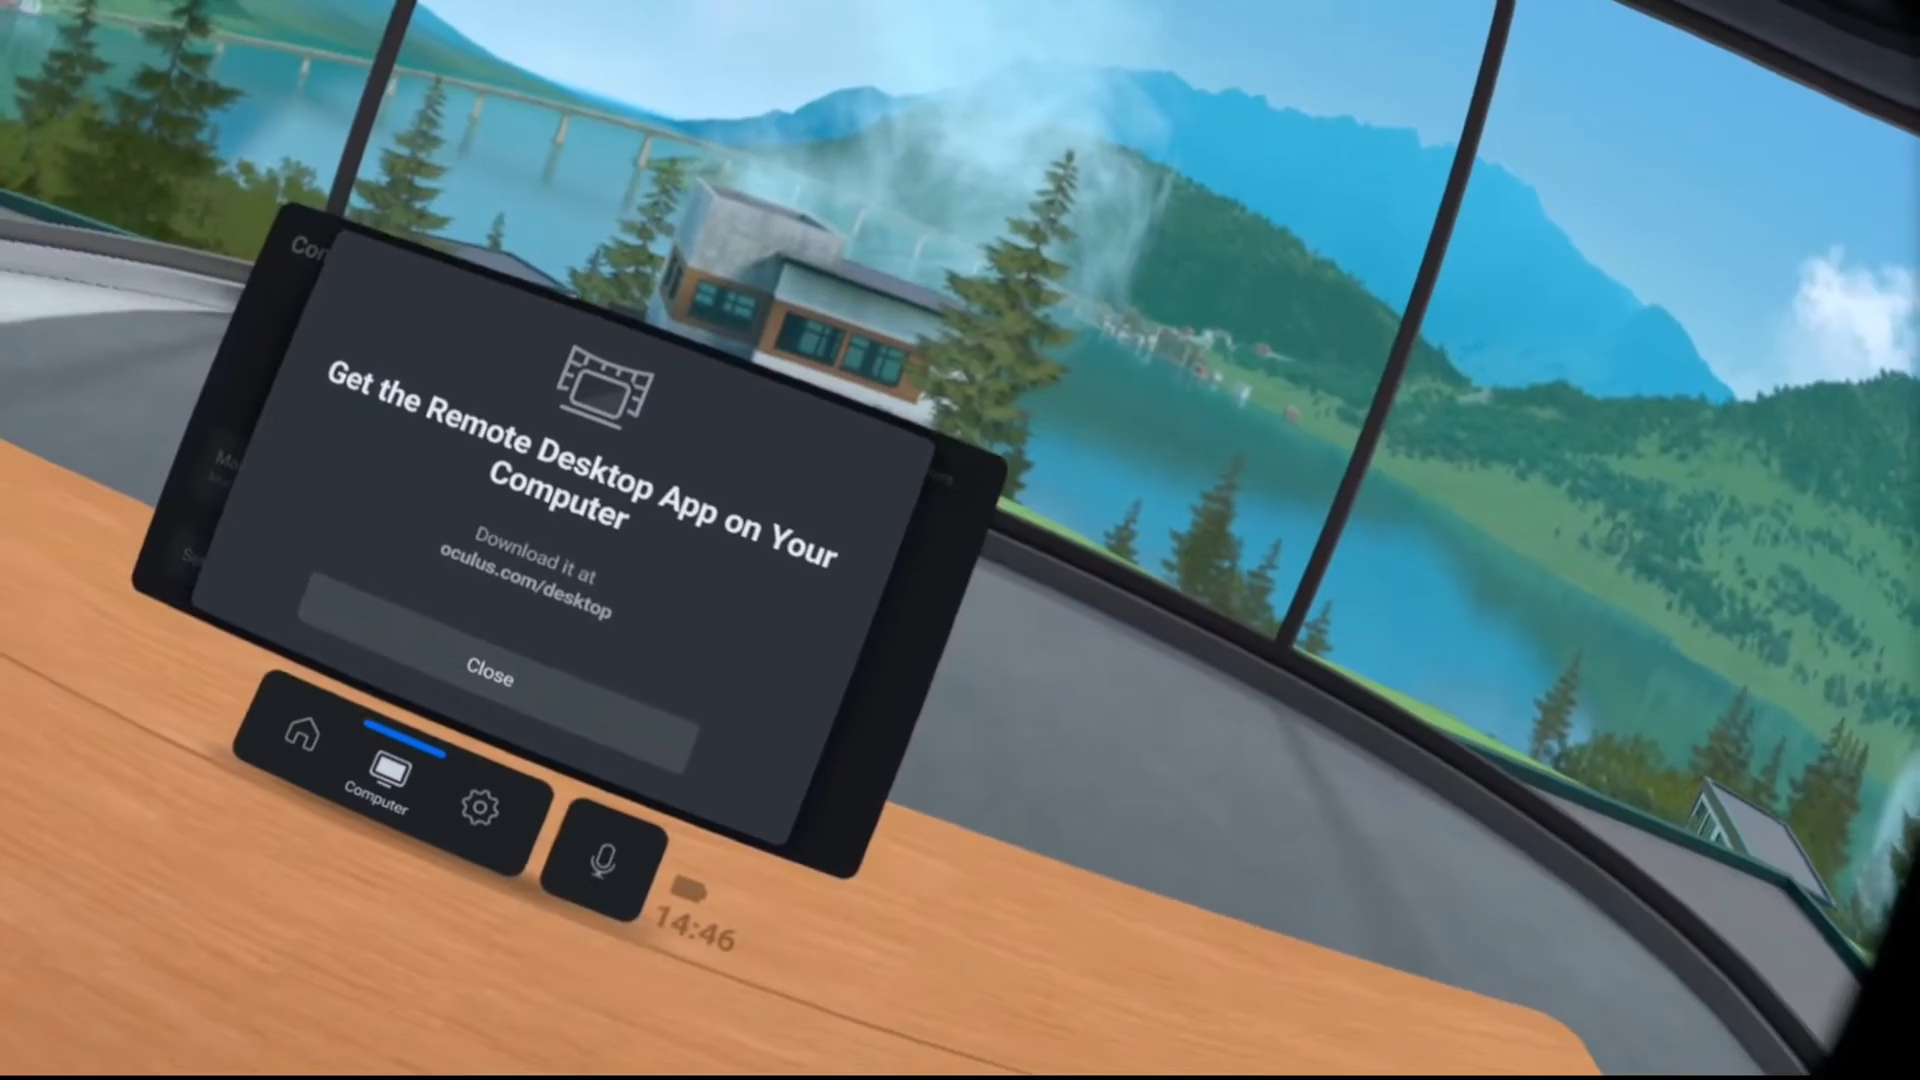 Get the Remote Desktop App on Your
Computer
Download it at
oculus.com/desktop
Close
Computer
14:46